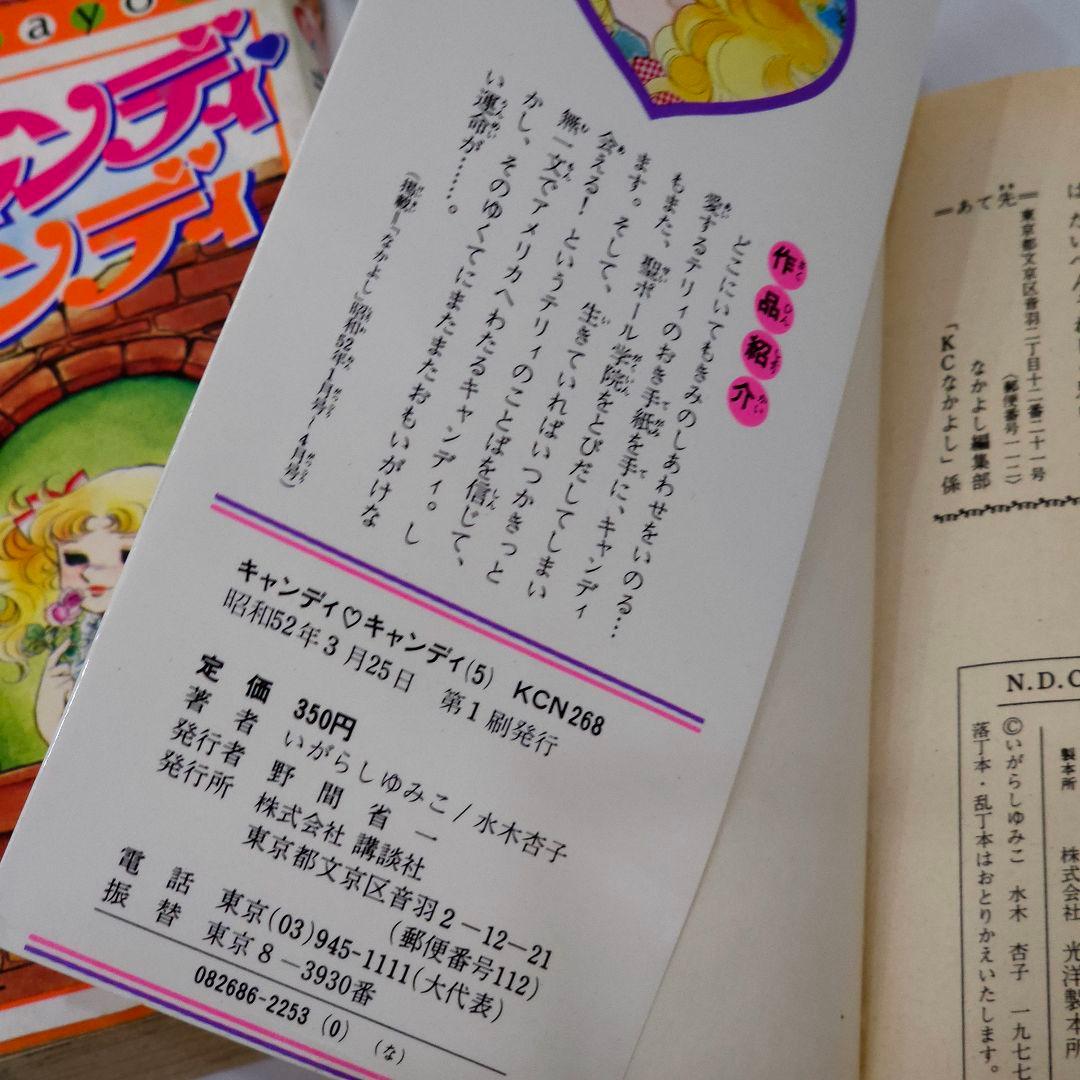 ayo
ャンディ
ンディ
作品紹介
どこにいてもきみのしあわせをいのる…
愛するテリィのおき手紙を手に、キャンディ
もまた、聖ポール学院をとびだしてしまい
ます。そして、生きていればいつかきっと
会える! というテリィのことばを信じて、
無一文でアメリカへわたるキャンディ。し
かし、そのゆくてにまたまたおもいがけな
い運命が……。
(掲載―「なかよし」昭和52年1月号~4月号)
キャンディ♡キャンディ(5) KCN268
昭和52年3月25日 第1刷発行
定価 350円
著者 いがらしゆみこ/水木杏子
発行者 野間省一
発行所 株式会社 講談社
東京都文京区音羽2-12-21
(郵便番号112)
電話 東京(03)945-1111(大代表)
振替 東京8-3930番
082686-2253(0) (な)
=あて先=
東京都文京区音羽二丁目十二番二十一号
(郵便番号一一二)
なかよし編集部
「KCなかよし」係
N.D.C
製本所 株式会社 光洋製本所
©いがらしゆみこ 水木杏子 一九七七
落丁本・乱丁本はおとりかえいたします。